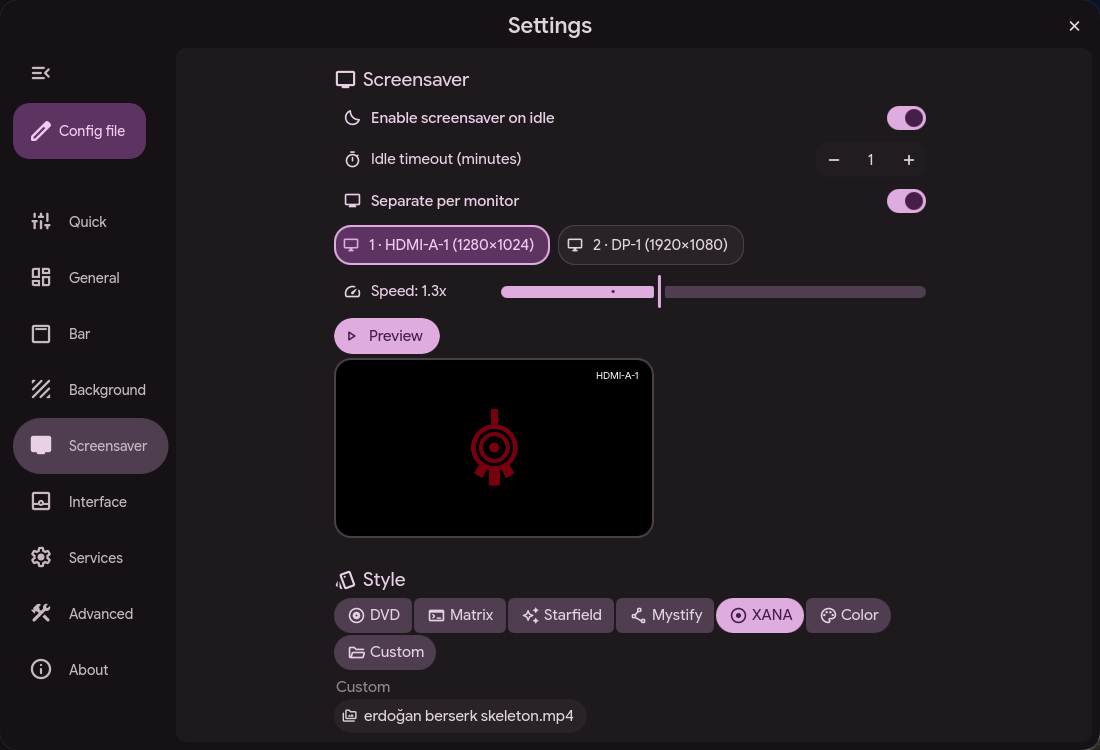 Settings
Config file
Quick
General
Bar
Background
Screensaver
Interface
Services
Advanced
About
Screensaver
Enable screensaver on idle
Idle timeout (minutes)
1
Separate per monitor
1 · HDMI-A-1 (1280×1024)
2 · DP-1 (1920×1080)
Speed: 1.3x
Preview
HDMI-A-1
Style
DVD
Matrix
Starfield
Mystify
XANA
Color
Custom
Custom
erdoğan berserk skeleton.mp4